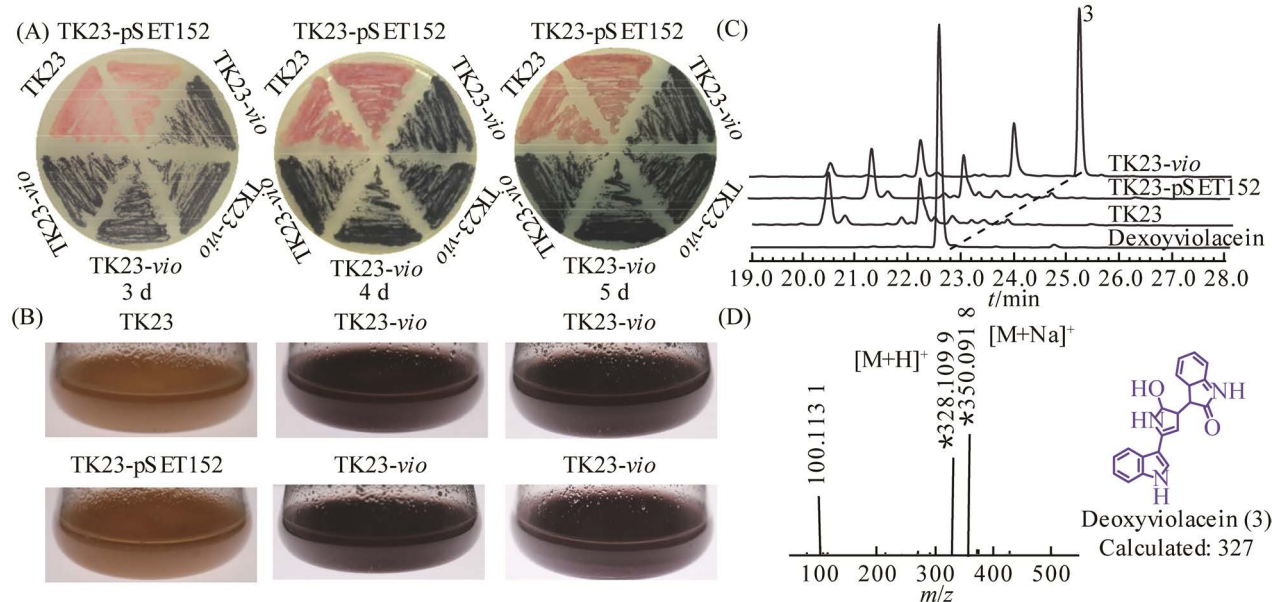 (A)
TK23-pSET152
TK23
TK23-vio
TK23-vio
TK23-vio
TK23-vio
3 d
TK23-pSET152
TK23
TK23-vio
TK23-vio
TK23-vio
TK23-vio
4 d
TK23-pSET152
TK23
TK23-vio
TK23-vio
TK23-vio
TK23-vio
5 d
(B)
TK23
TK23-vio
TK23-vio
TK23-pSET152
TK23-vio
TK23-vio
(C)
3
TK23-vio
TK23-pSET152
TK23
Dexoyviolacein
19.0 20.0 21.0 22.0 23.0 24.0 25.0 26.0 27.0 28.0
t/min
(D)
100.113 1
[M+H]+
*328.109 9
*350.091 8
[M+Na]+
100 200 300 400 500
m/z
HO
NH
HN
O
N
H
Deoxyviolacein (3)
Calculated: 327